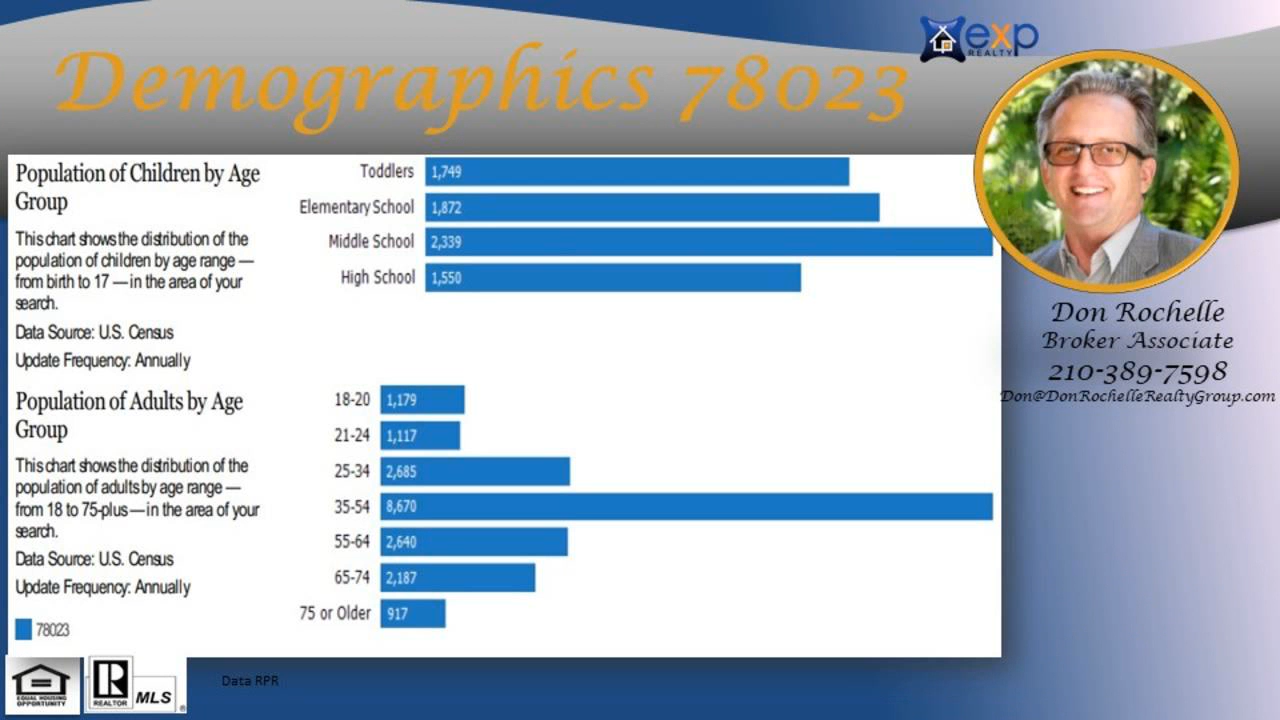 exp
REALTY
Demographics 78023
Population of Children by Age
Group
This chart shows the distribution of the
population of children by age range —
from birth to 17 — in the area of your
search.
Data Source: U.S. Census
Update Frequency: Annually
Toddlers 1,749
Elementary School 1,872
Middle School 2,339
High School 1,550
Population of Adults by Age
Group
This chart shows the distribution of the
population of adults by age range —
from 18 to 75-plus — in the area of your
search.
Data Source: U.S. Census
Update Frequency: Annually
78023
18-20 1,179
21-24 1,117
25-34 2,685
35-54 8,670
55-64 2,640
65-74 2,187
75 or Older 917
Don Rochelle
Broker Associate
210-389-7598
Don@DonRochelleRealtyGroup.com
EQUAL HOUSING
OPPORTUNITY
R
REALTOR
MLS
®
Data RPR